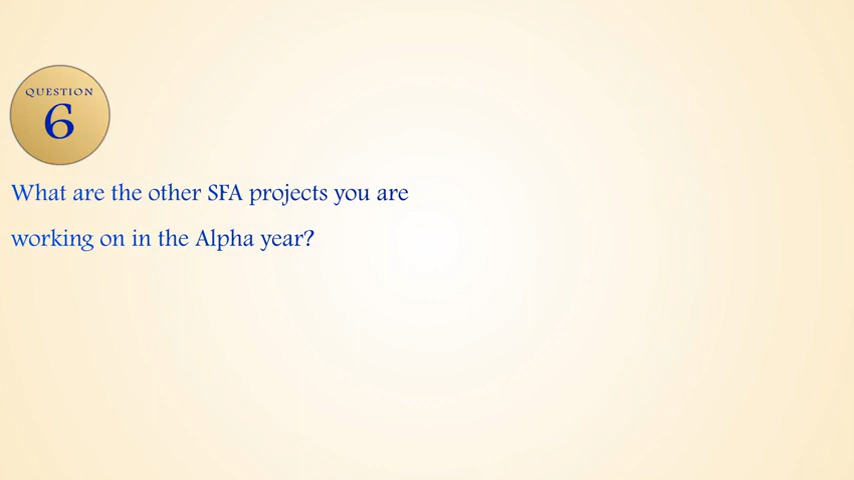 QUESTION
6
What are the other SFA projects you are
working on in the Alpha year?